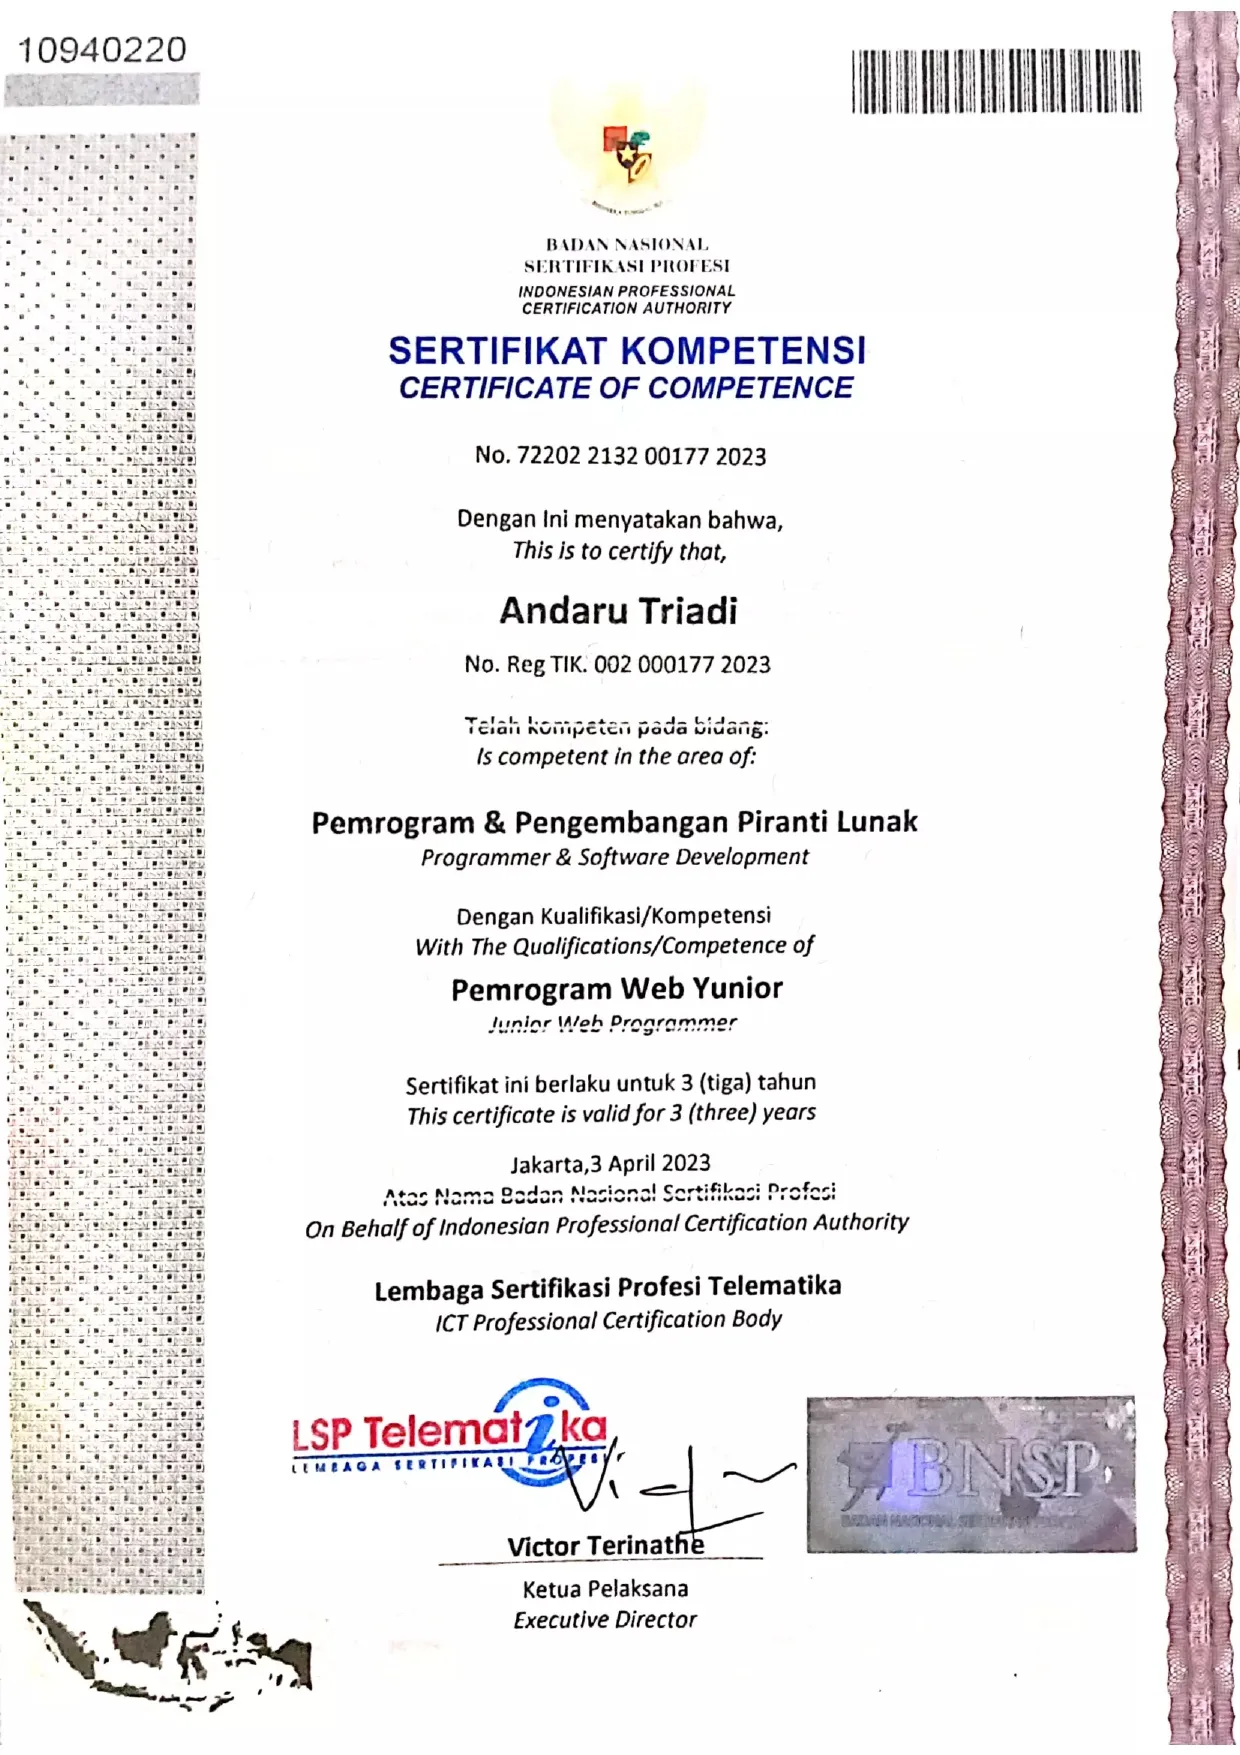 10940220
BADAN NASIONAL
SERTIFIKASI PROFESI
INDONESIAN PROFESSIONAL
CERTIFICATION AUTHORITY
SERTIFIKAT KOMPETENSI
CERTIFICATE OF COMPETENCE
No. 72202 2132 00177 2023
Dengan Ini menyatakan bahwa,
This is to certify that,
Andaru Triadi
No. Reg TIK. 002 000177 2023
Telah kompeten pada bidang:
Is competent in the area of:
Pemrogram & Pengembangan Piranti Lunak
Programmer & Software Development
Dengan Kualifikasi/Kompetensi
With The Qualifications/Competence of
Pemrogram Web Yunior
Junior Web Programmer
Sertifikat ini berlaku untuk 3 (tiga) tahun
This certificate is valid for 3 (three) years
Jakarta,3 April 2023
Atas Nama Badan Nasional Sertifikasi Profesi
On Behalf of Indonesian Professional Certification Authority
Lembaga Sertifikasi Profesi Telematika
ICT Professional Certification Body
LSP Telematika
LEMBAGA SERTIFIKASI PROFESI
BNSP
BADAN NASIONAL SERTIFIKASI PROFESI
Victor Terinathe
Ketua Pelaksana
Executive Director